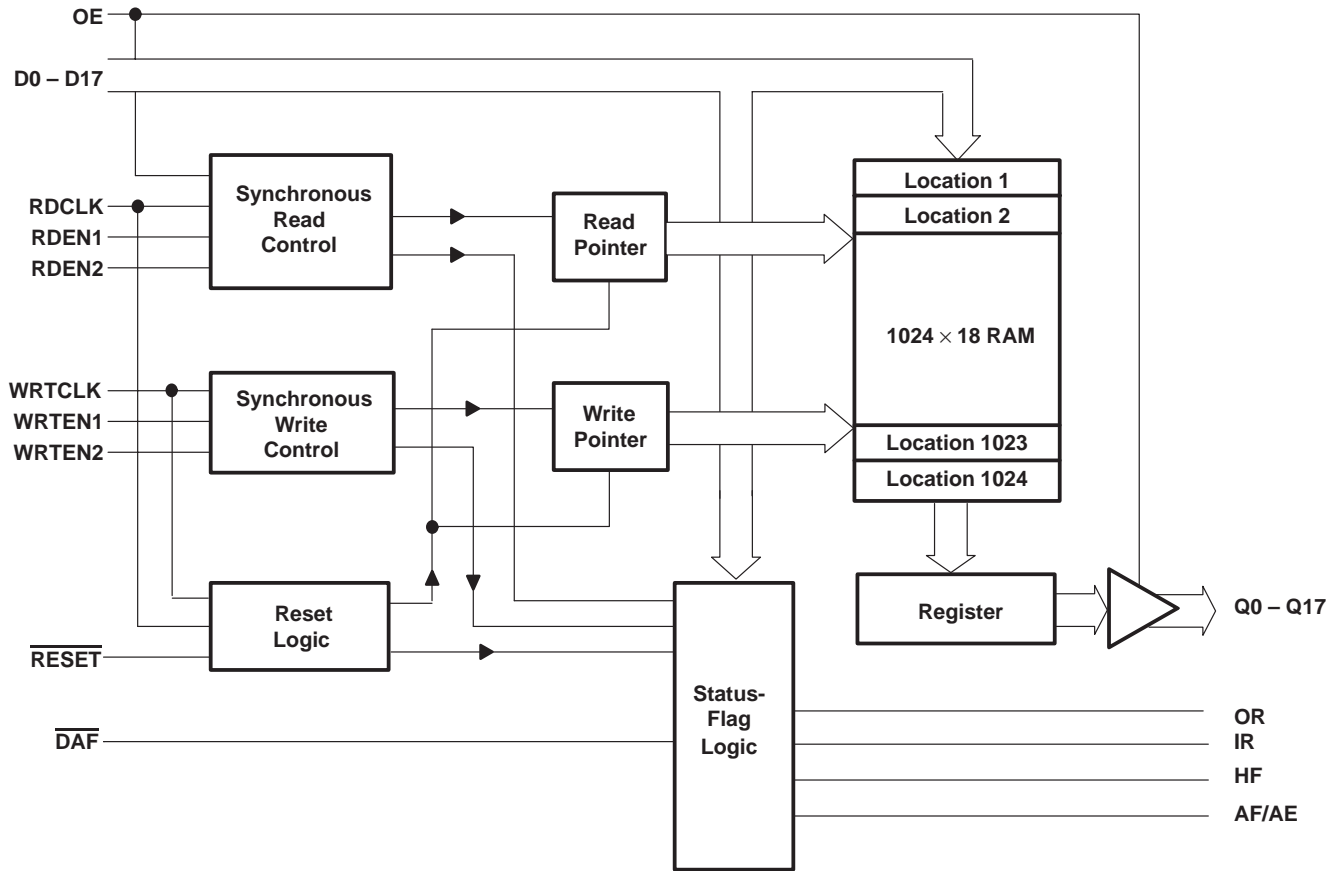 OE
D0 – D17
RDCLK
RDEN1
RDEN2
Synchronous
Read
Control
Read
Pointer
Location 1
Location 2
1024 × 18 RAM
Location 1023
Location 1024
WRTCLK
WRTEN1
WRTEN2
Synchronous
Write
Control
Write
Pointer
Reset
Logic
RESET
DAF
Status-
Flag
Logic
Register
Q0 – Q17
OR
IR
HF
AF/AE